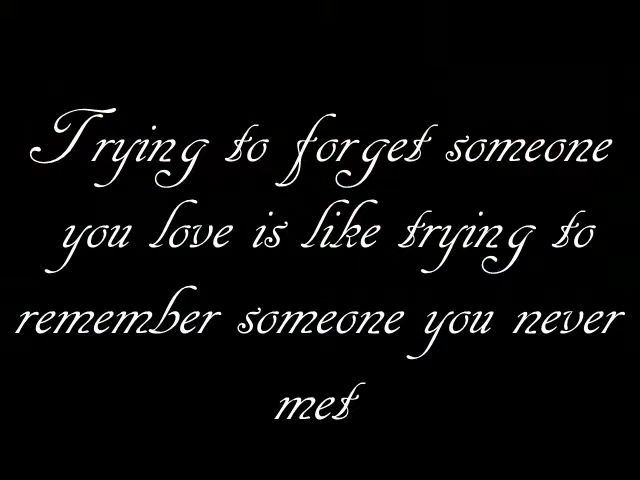 Trying to forget someone
you love is like trying to
remember someone you never
met